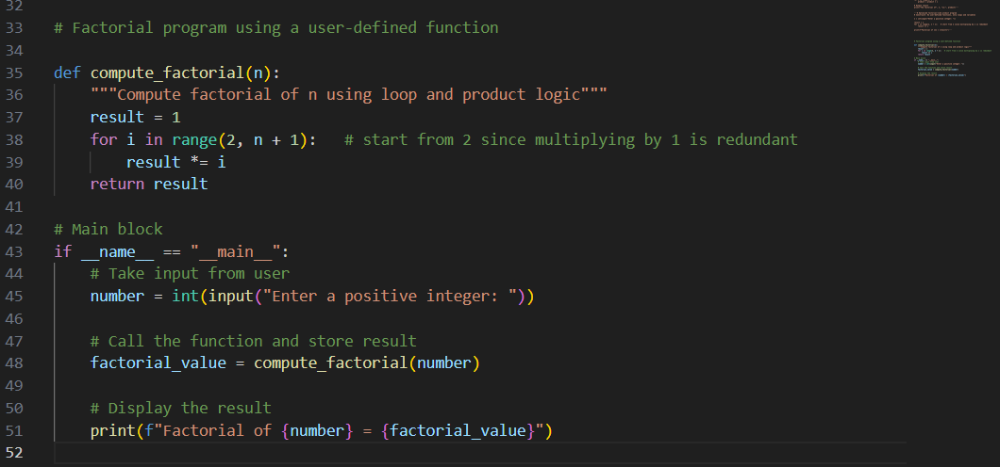 32
33 # Factorial program using a user-defined function
34
35 def compute_factorial(n):
36     """Compute factorial of n using loop and product logic"""
37     result = 1
38     for i in range(2, n + 1):   # start from 2 since multiplying by 1 is redundant
39         result *= i
40     return result
41
42 # Main block
43 if __name__ == "__main__":
44     # Take input from user
45     number = int(input("Enter a positive integer: "))
46
47     # Call the function and store result
48     factorial_value = compute_factorial(number)
49
50     # Display the result
51     print(f"Factorial of {number} = {factorial_value}")
52